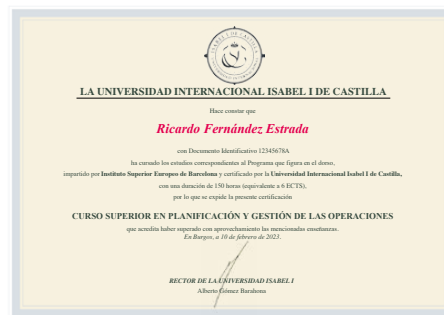 LA UNIVERSIDAD INTERNACIONAL ISABEL I DE CASTILLA
Hace constar que
Ricardo Fernández Estrada
con Documento Identificativo 12345678A
ha cursado los estudios correspondientes al Programa que figura en el dorso,
impartido por Instituto Superior Europeo de Barcelona y certificado por la Universidad Internacional Isabel I de Castilla,
con una duración de 150 horas (equivalente a 6 ECTS),
por lo que se expide la presente certificación
CURSO SUPERIOR EN PLANIFICACIÓN Y GESTIÓN DE LAS OPERACIONES
que acredita haber superado con aprovechamiento las mencionadas enseñanzas.
En Burgos, a 10 de febrero de 2023.
RECTOR DE LA UNIVERSIDAD ISABEL I
Alberto Gómez Barahona